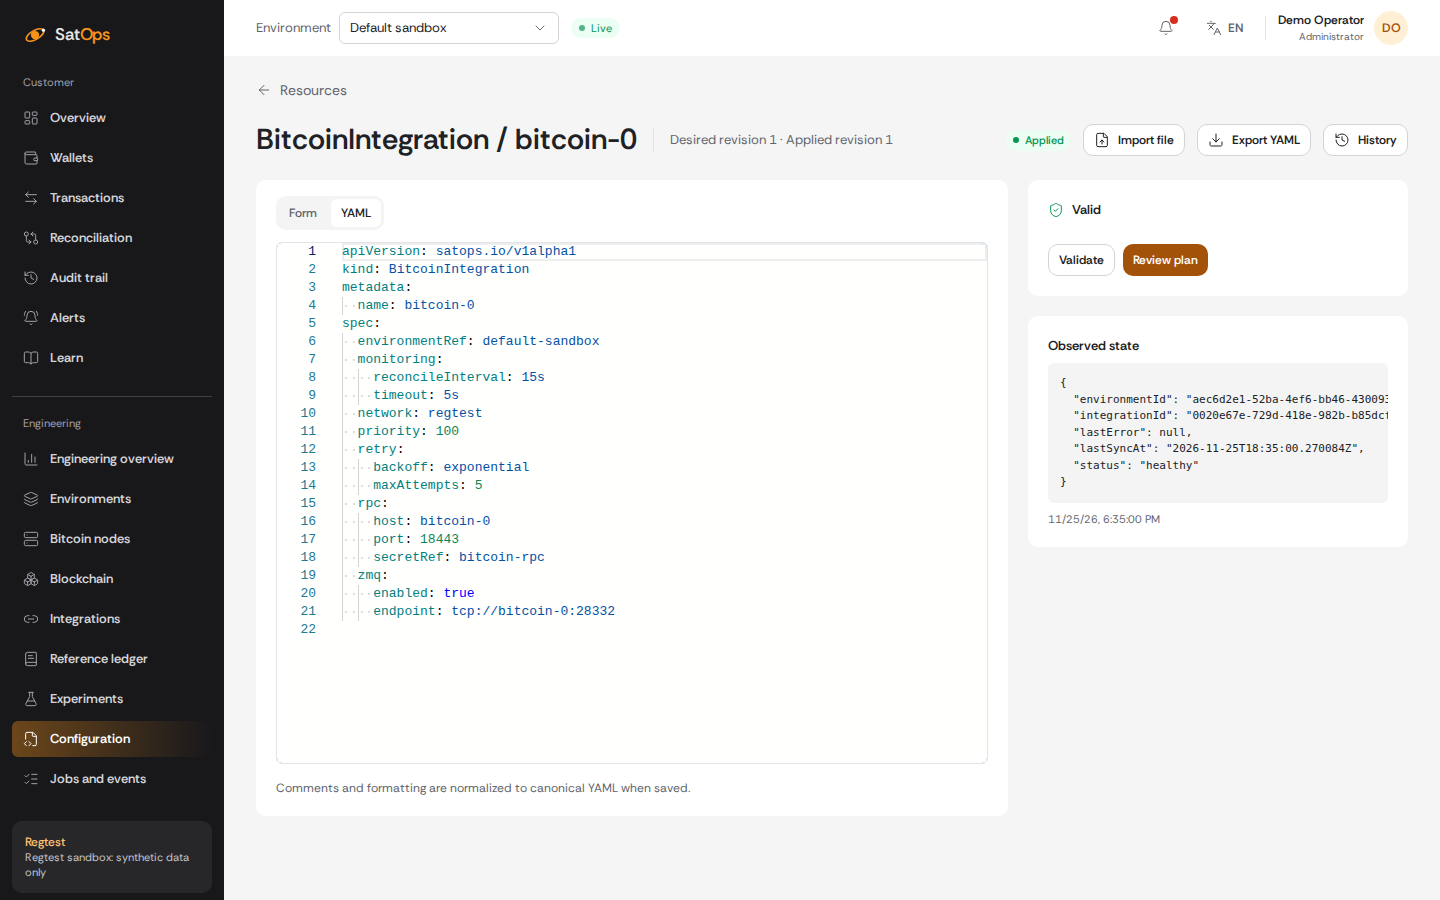 SatOps
Customer
Overview
Wallets
Transactions
Reconciliation
Audit trail
Alerts
Learn
Engineering
Engineering overview
Environments
Bitcoin nodes
Blockchain
Integrations
Reference ledger
Experiments
Configuration
Jobs and events
Regtest
Regtest sandbox: synthetic data
only
Environment
Default sandbox
Live
EN
Demo Operator
Administrator
DO
Resources
BitcoinIntegration / bitcoin-0
Desired revision 1 · Applied revision 1
Applied
Import file
Export YAML
History
Form
YAML
1 apiVersion: satops.io/v1alpha1
2 kind: BitcoinIntegration
3 metadata:
4 ··name: bitcoin-0
5 spec:
6 ··environmentRef: default-sandbox
7 ··monitoring:
8 ····reconcileInterval: 15s
9 ····timeout: 5s
10 ··network: regtest
11 ··priority: 100
12 ··retry:
13 ····backoff: exponential
14 ····maxAttempts: 5
15 ··rpc:
16 ····host: bitcoin-0
17 ····port: 18443
18 ····secretRef: bitcoin-rpc
19 ··zmq:
20 ····enabled: true
21 ····endpoint: tcp://bitcoin-0:28332
22
Comments and formatting are normalized to canonical YAML when saved.
Valid
Validate
Review plan
Observed state
{
"environmentId": "aec6d2e1-52ba-4ef6-bb46-430093
"integrationId": "0020e67e-729d-418e-982b-b85dcf
"lastError": null,
"lastSyncAt": "2026-11-25T18:35:00.270084Z",
"status": "healthy"
}
11/25/26, 6:35:00 PM